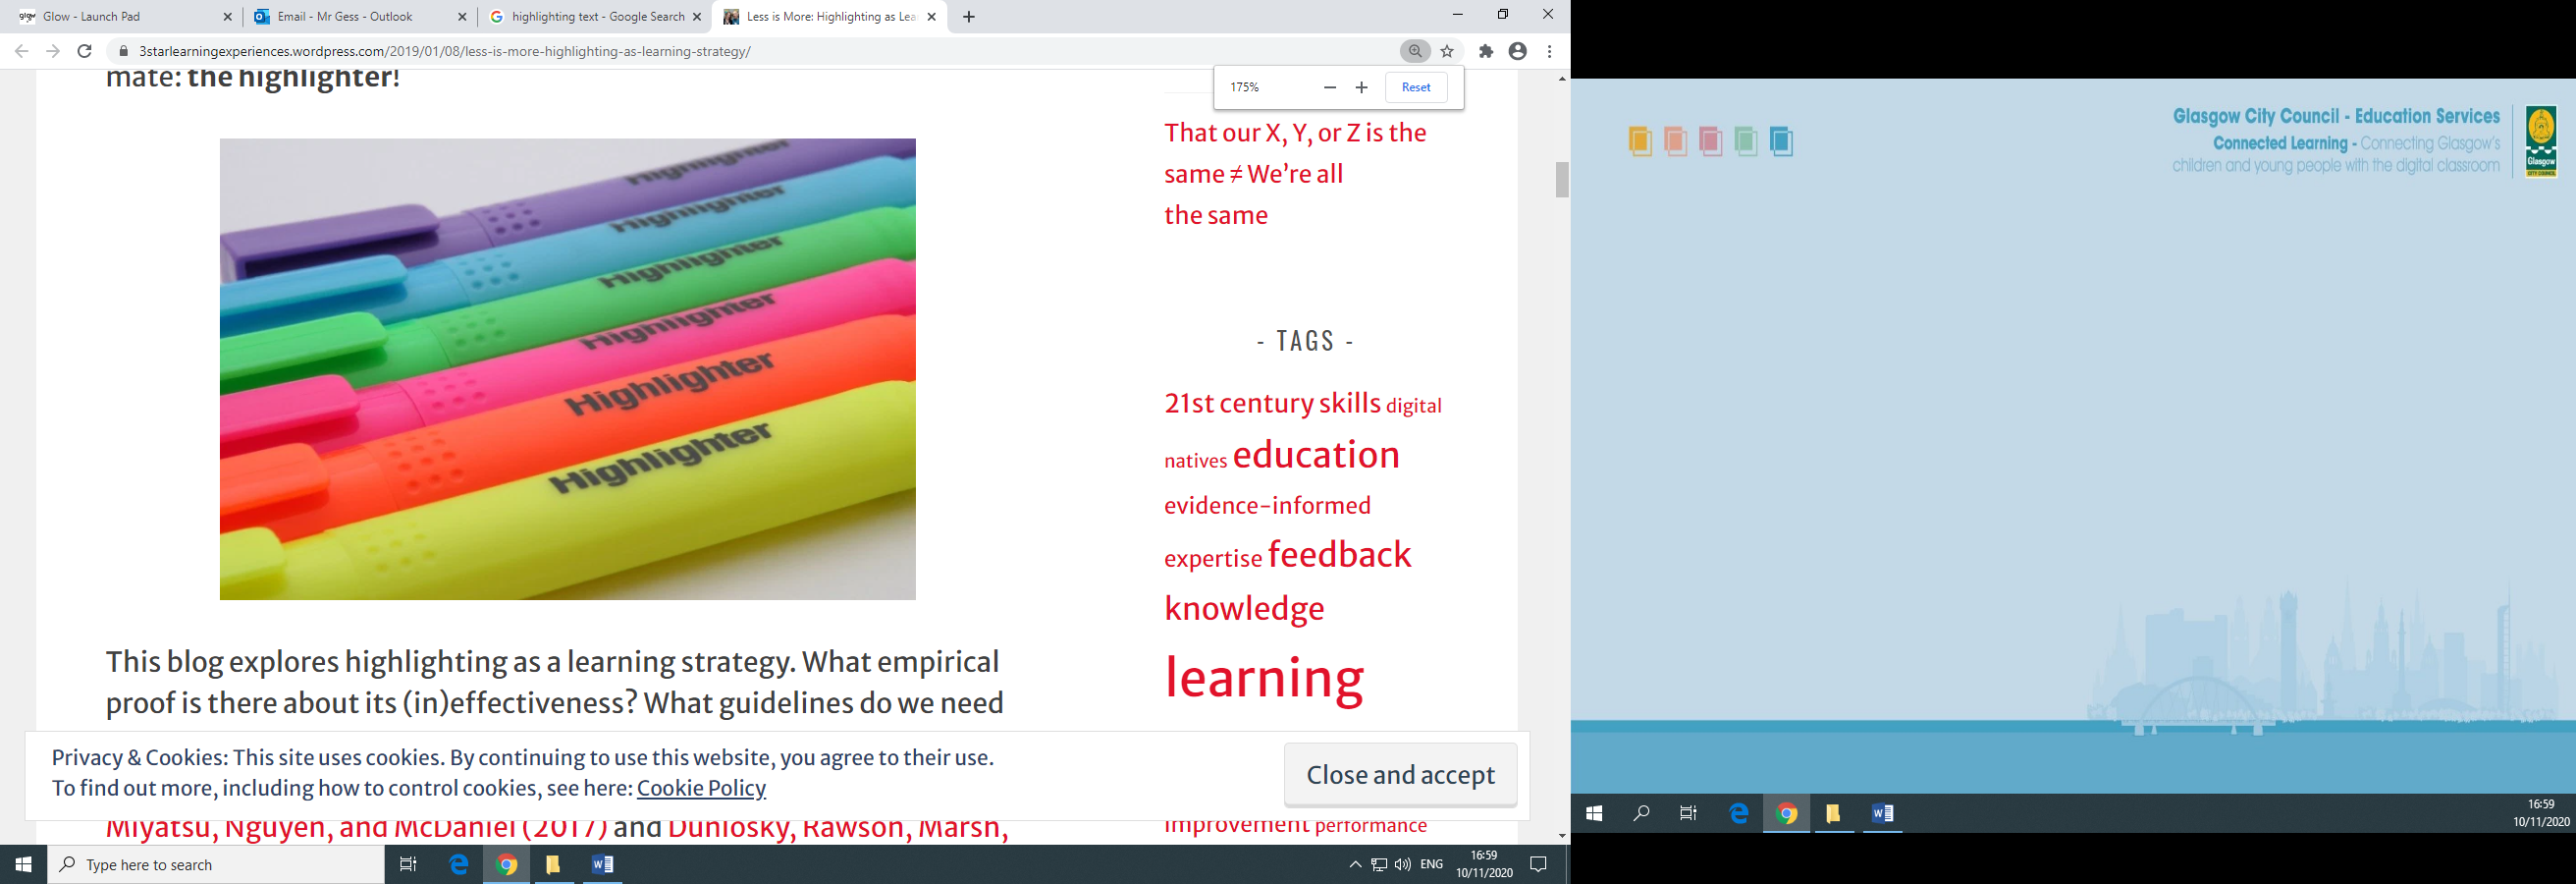 Glow - Launch Pad
Email - Mr Gess - Outlook
highlighting text - Google Search
Less is More: Highlighting as Lea
3starlearningexperiences.wordpress.com/2019/01/08/less-is-more-highlighting-as-learning-strategy/
175%
Reset
mate: the highlighter!
Highlighter
Highlighter
Highlighter
Highlighter
Highlighter
Highlighter
This blog explores highlighting as a learning strategy. What empirical
proof is there about its (in)effectiveness? What guidelines do we need
That our X, Y, or Z is the
same ≠ We're all
the same
- TAGS -
21st century skills digital
natives education
evidence-informed
expertise feedback
knowledge
learning
Privacy & Cookies: This site uses cookies. By continuing to use this website, you agree to their use.
To find out more, including how to control cookies, see here: Cookie Policy
Close and accept
Miyatsu, Nguyen, and McDaniel (2017) and Dunlosky, Rawson, Marsh,
improvement performance
Type here to search
ENG
16:59
10/11/2020
Glasgow City Council - Education Services
Connected Learning - Connecting Glasgow's
children and young people with the digital classroom
Glasgow
CITY COUNCIL
16:59
10/11/2020